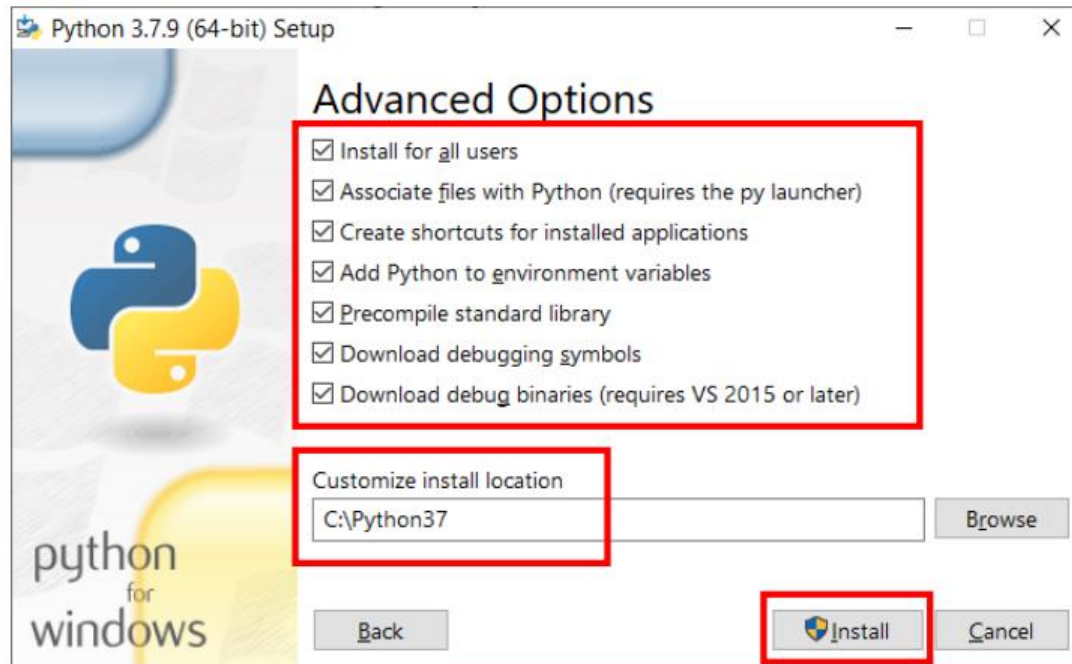 Python 3.7.9 (64-bit) Setup
Advanced Options
Install for all users
Associate files with Python (requires the py launcher)
Create shortcuts for installed applications
Add Python to environment variables
Precompile standard library
Download debugging symbols
Download debug binaries (requires VS 2015 or later)
Customize install location
C:\Python37
Browse
python
for
windows
Back
Install
Cancel